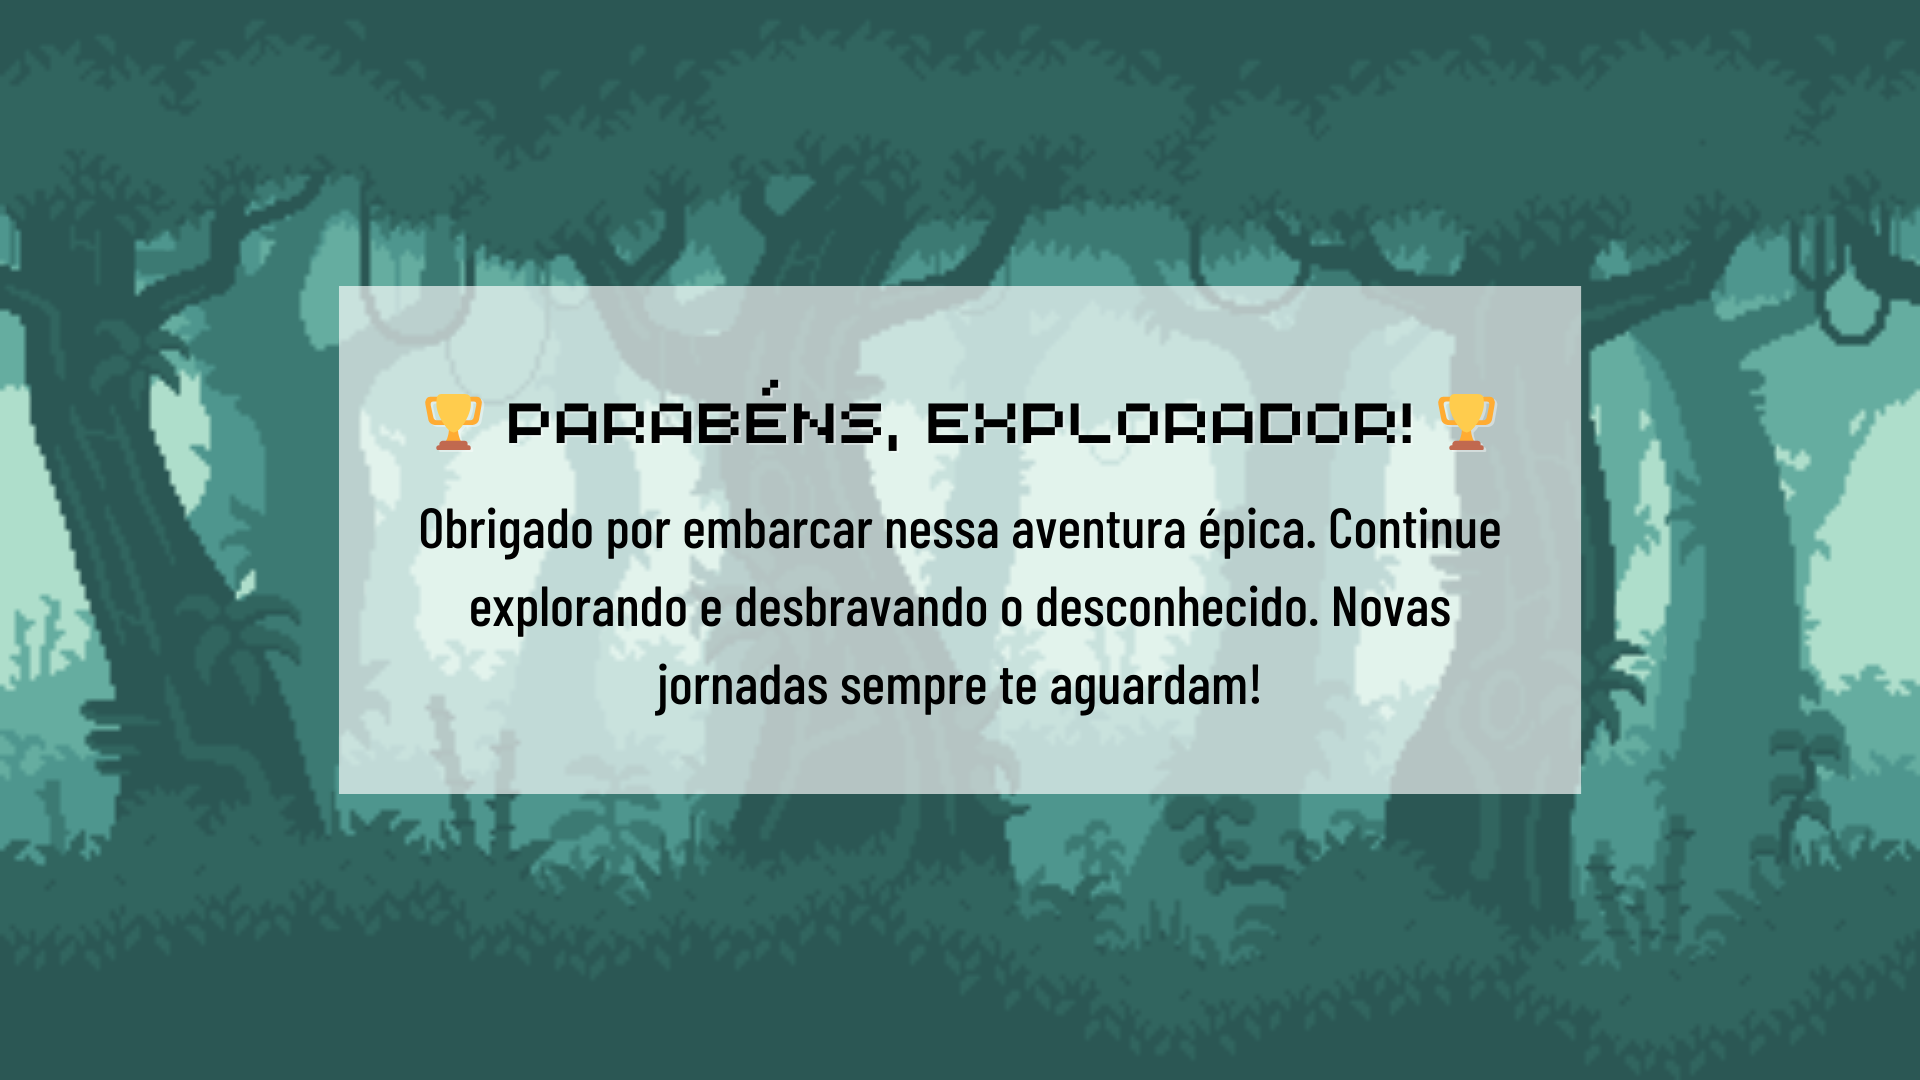 🏆 PARABÉNS, EXPLORADOR! 🏆
Obrigado por embarcar nessa aventura épica. Continue
explorando e desbravando o desconhecido. Novas
jornadas sempre te aguardam!